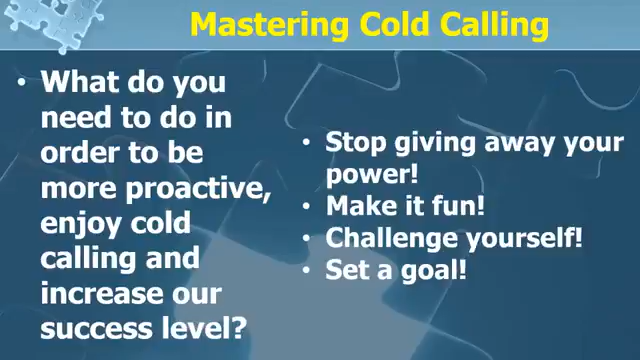 Mastering Cold Calling
• What do you
need to do in
order to be
more proactive,
enjoy cold
calling and
increase our
success level?
• Stop giving away your
power!
• Make it fun!
• Challenge yourself!
• Set a goal!